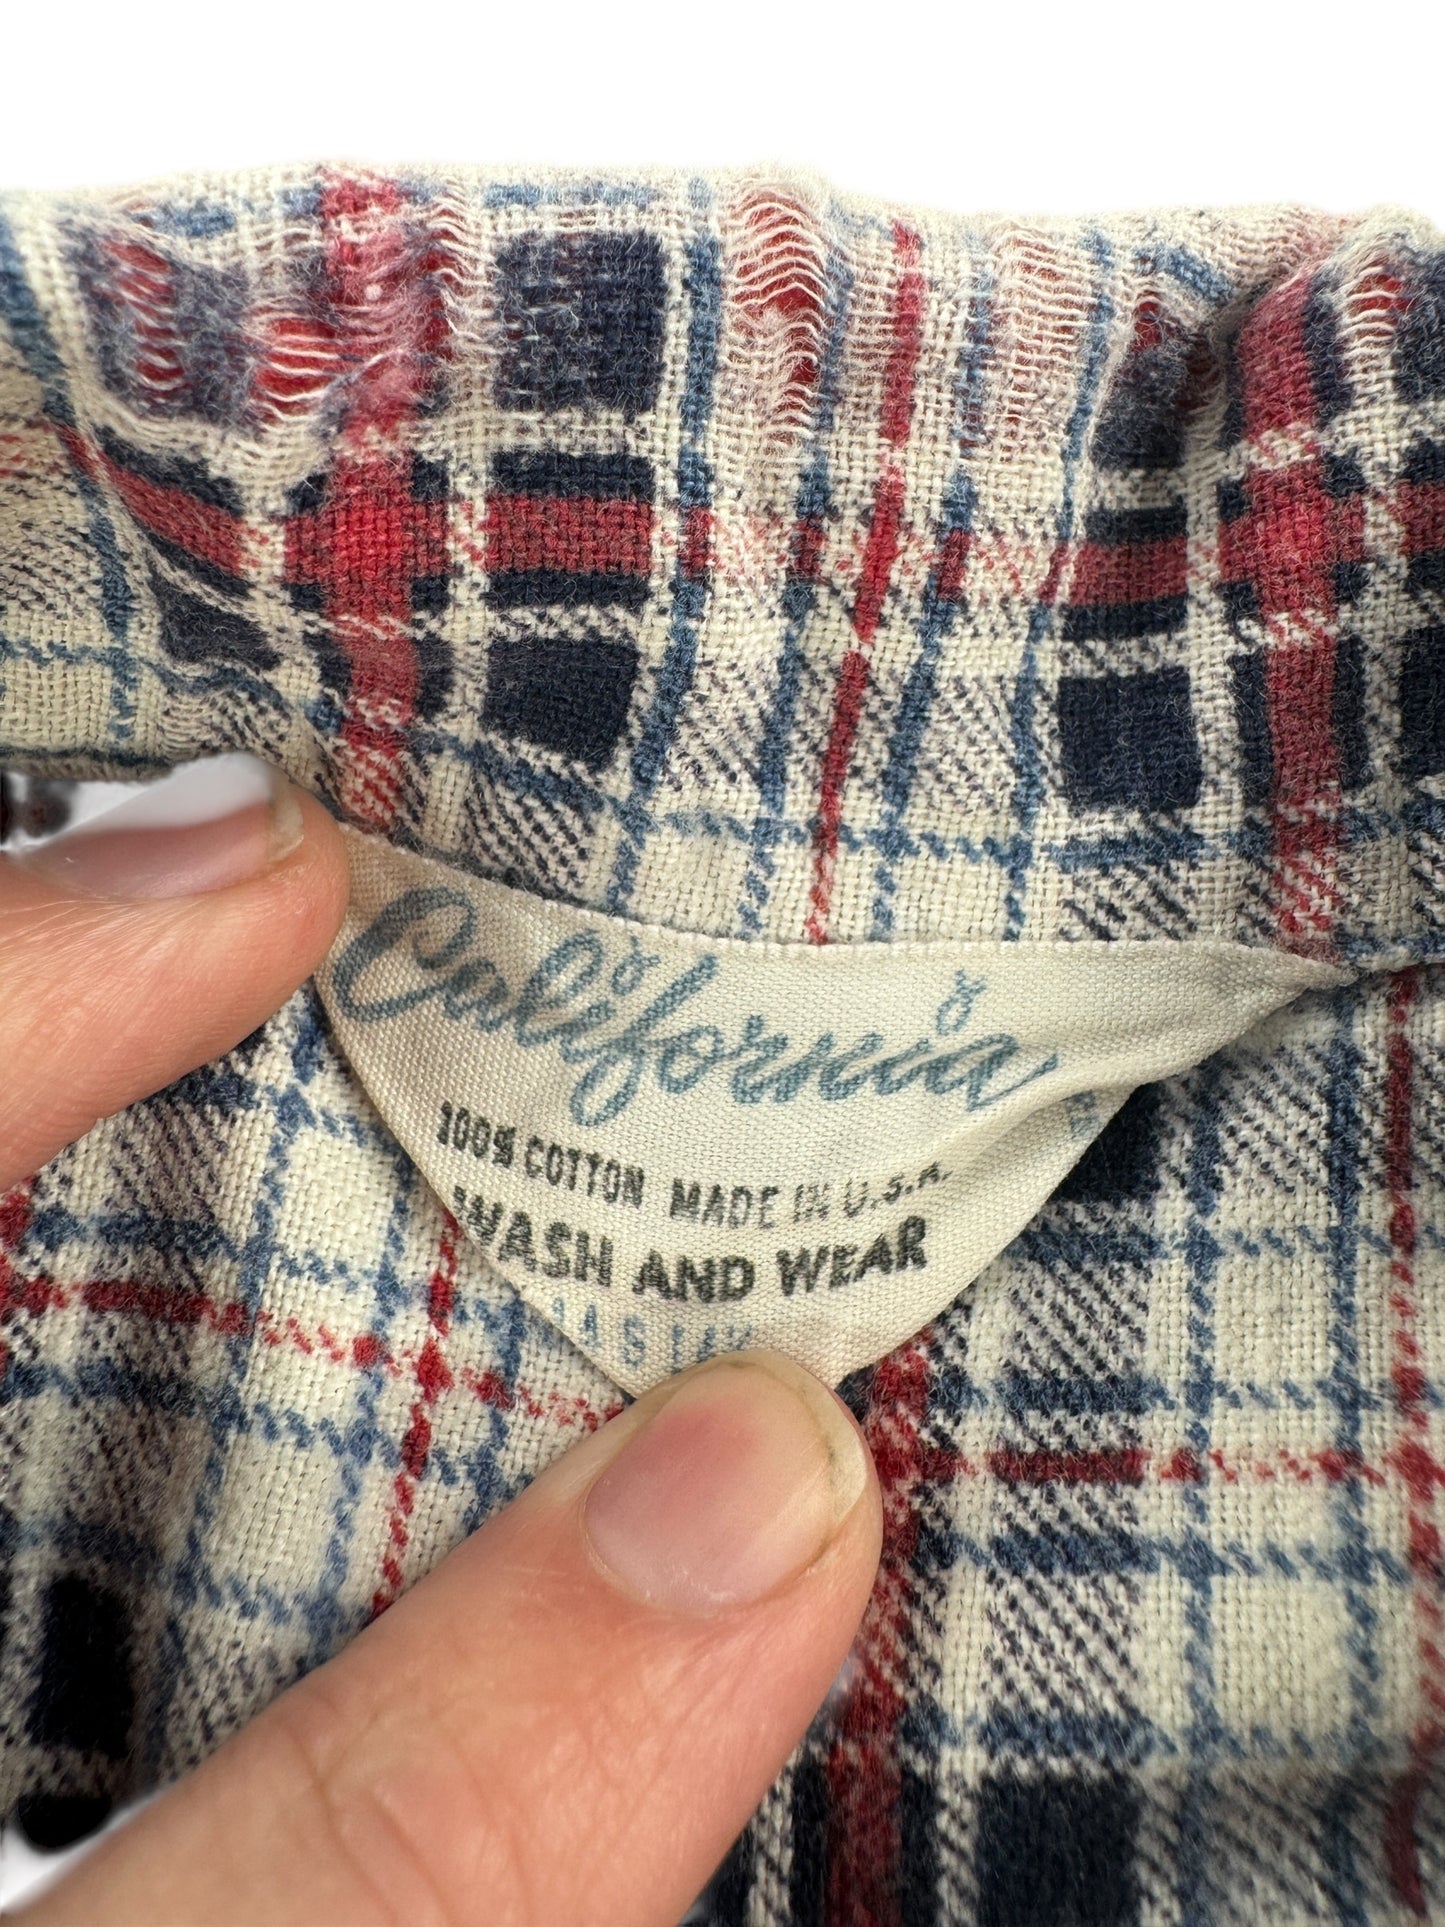 California
100% COTTON MADE IN U.S.A.
WASH AND WEAR